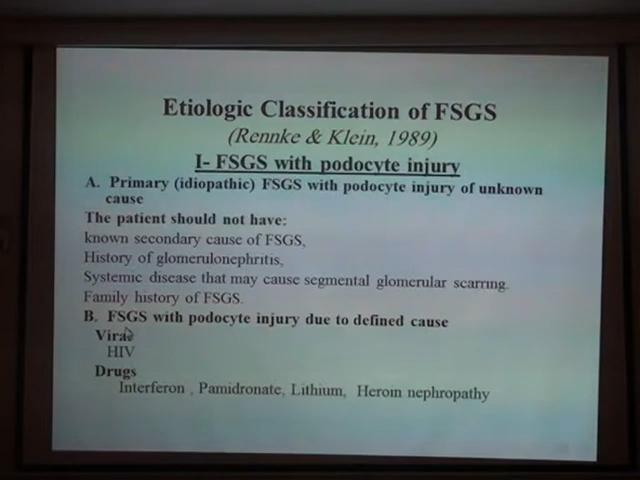 Etiologic Classification of FSGS
(Rennke & Klein, 1989)
I- FSGS with podocyte injury
A. Primary (idiopathic) FSGS with podocyte injury of unknown
cause
The patient should not have:
known secondary cause of FSGS,
History of glomerulonephritis,
Systemic disease that may cause segmental glomerular scarring.
Family history of FSGS.
B. FSGS with podocyte injury due to defined cause
Viral
HIV
Drugs
Interferon , Pamidronate, Lithium, Heroin nephropathy